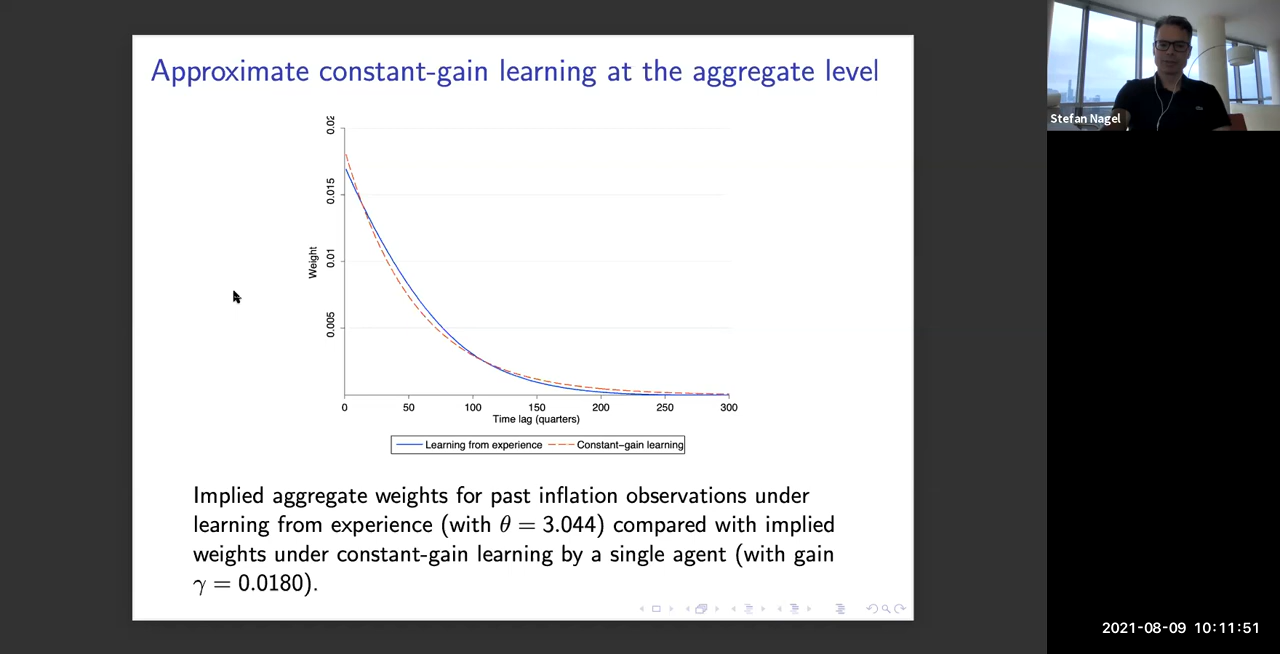 Approximate constant-gain learning at the aggregate level
0.02
0.015
0.01
0.005
Weight
0 50 100 150 200 250 300
Time lag (quarters)
Learning from experience Constant-gain learning
Implied aggregate weights for past inflation observations under
learning from experience (with θ = 3.044) compared with implied
weights under constant-gain learning by a single agent (with gain
γ = 0.0180).
Stefan Nagel
2021-08-09 10:11:51